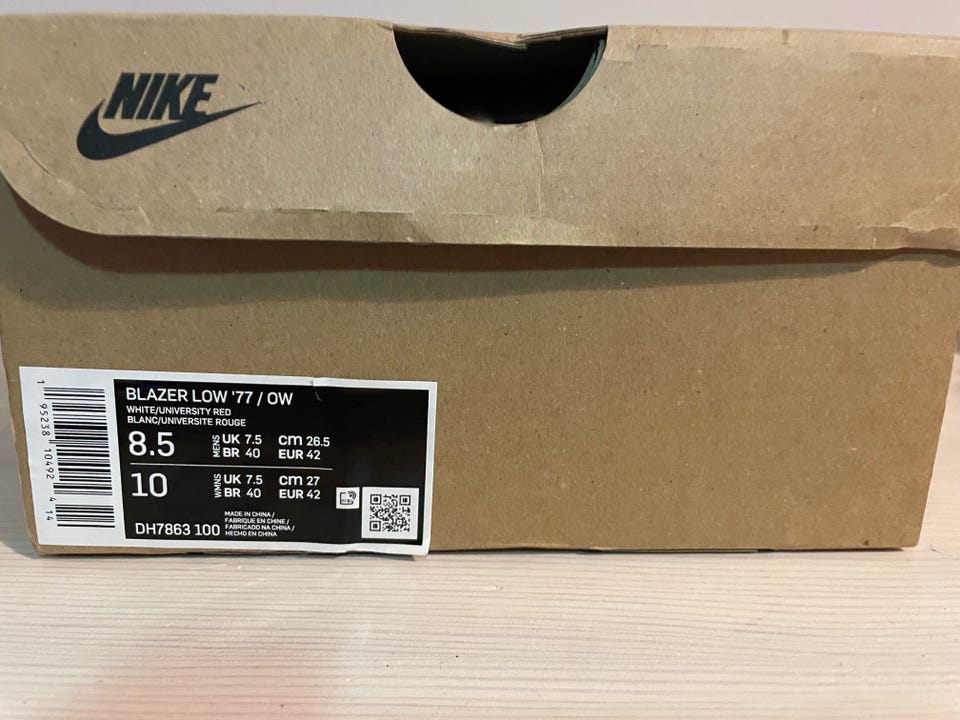 NIKE
BLAZER LOW '77 / OW
WHITE/UNIVERSITY RED
BLANC/UNIVERSITE ROUGE
8.5 MENS UK 7.5 cm 26.5
BR 40 EUR 42
10 WMNS UK 7.5 cm 27
BR 40 EUR 42
MADE IN CHINA /
FABRIQUE EN CHINE /
FABRICADO NA CHINA /
HECHO EN CHINA
DH7863 100
1 95238 10492 4 14